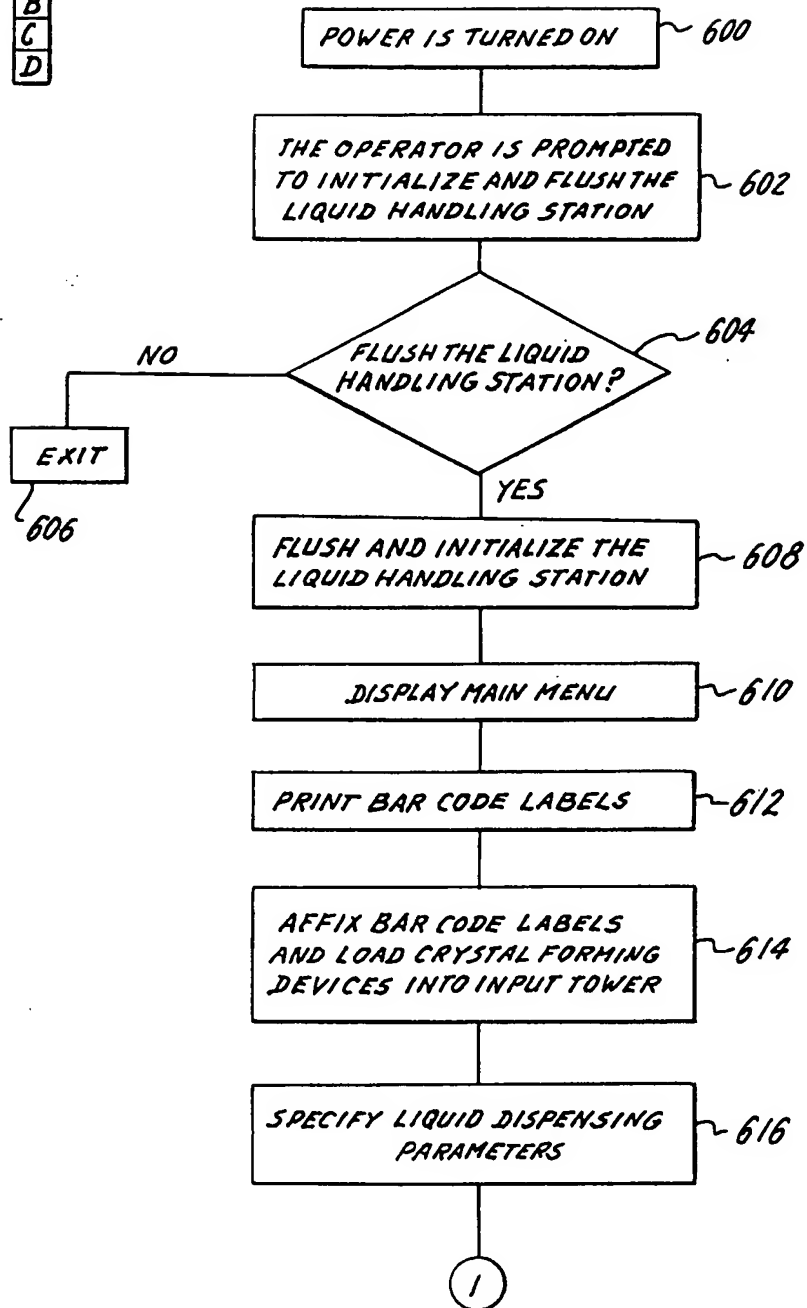 B
C
D
POWER IS TURNED ON
600
THE OPERATOR IS PROMPTED
TO INITIALIZE AND FLUSH THE
LIQUID HANDLING STATION
602
FLUSH THE LIQUID
HANDLING STATION?
604
NO
EXIT
606
YES
FLUSH AND INITIALIZE THE
LIQUID HANDLING STATION
608
DISPLAY MAIN MENU
610
PRINT BAR CODE LABELS
612
AFFIX BAR CODE LABELS
AND LOAD CRYSTAL FORMING
DEVICES INTO INPUT TOWER
614
SPECIFY LIQUID DISPENSING
PARAMETERS
616
1